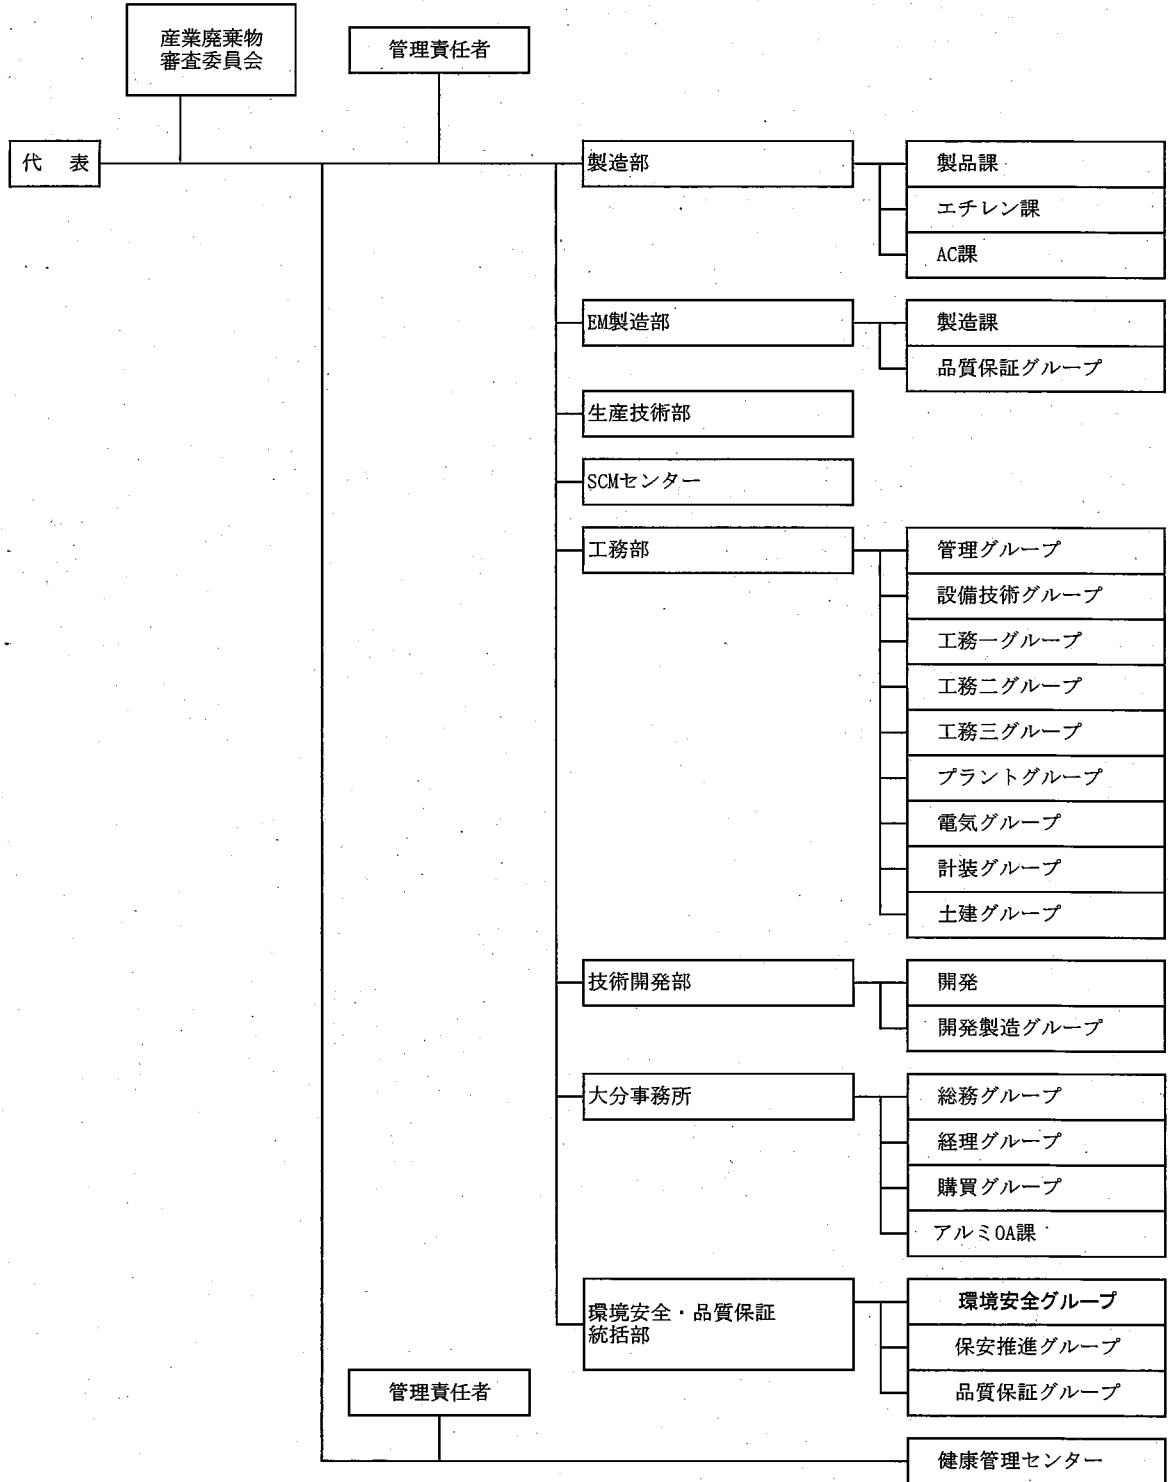 産業廃棄物
審査委員会
管理責任者
代 表
製造部
製品課
エチレン課
AC課
EM製造部
製造課
品質保証グループ
生産技術部
SCMセンター
工務部
管理グループ
設備技術グループ
工務一グループ
工務二グループ
工務三グループ
プラントグループ
電気グループ
計装グループ
土建グループ
技術開発部
開発
開発製造グループ
大分事務所
総務グループ
経理グループ
購買グループ
アルミOA課
環境安全・品質保証
統括部
環境安全グループ
保安推進グループ
品質保証グループ
管理責任者
健康管理センター